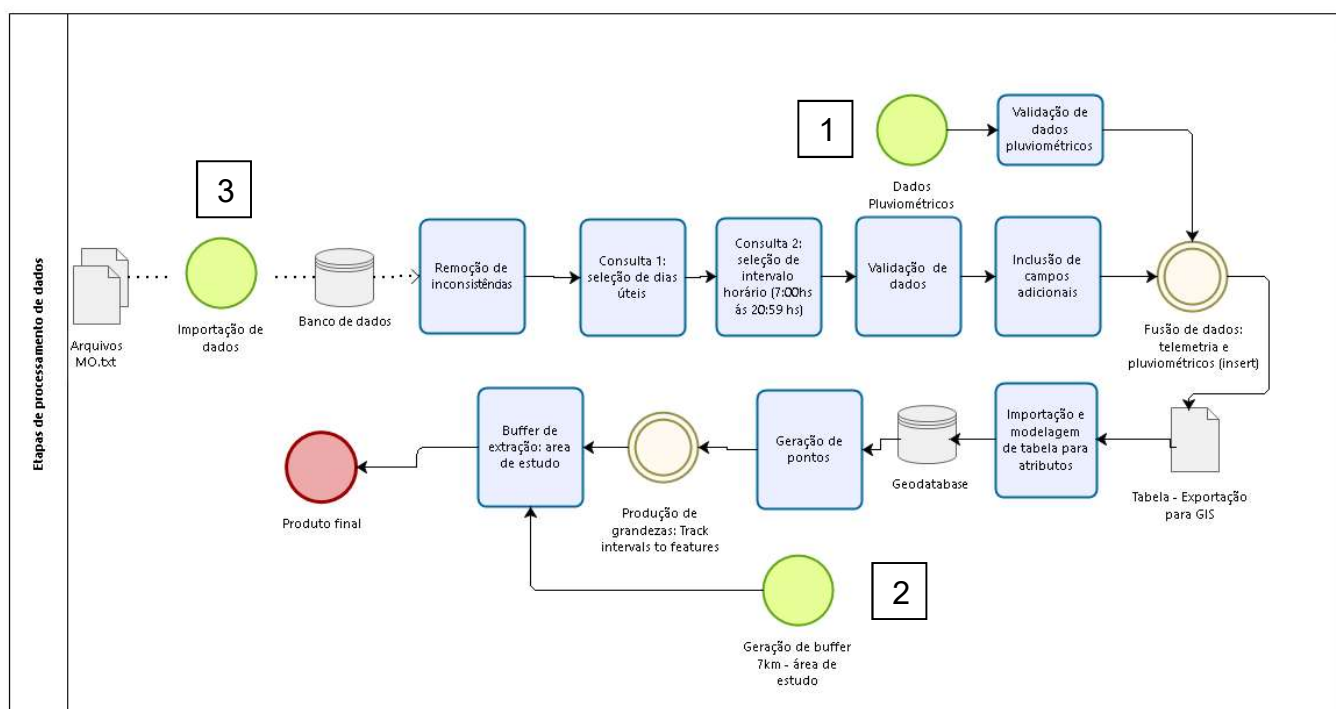 Etapas de processamento de dados
1
Validação de
dados
pluviométricos
Dados
Pluviométricos
3
Arquivos
MO.txt
Importação de
dados
Banco de dados
Remoção de
inconsistências
Consulta 1:
seleção de dias
úteis
Consulta 2:
seleção de
intervalo
horário (7:00hs
ás 20:59 hs)
Validação de
dados
Inclusão de
campos
adicionais
Fusão de dados:
telemetria e
pluviométricos (insert)
Produto final
Buffer de
extração: area
de estudo
Produção de
grandezas: Track
intervals to features
Geração de
pontos
Geodatabase
Importação e
modelagem
de tabela para
atributos
Tabela - Exportação
para GIS
2
Geração de buffer
7km - área de
estudo